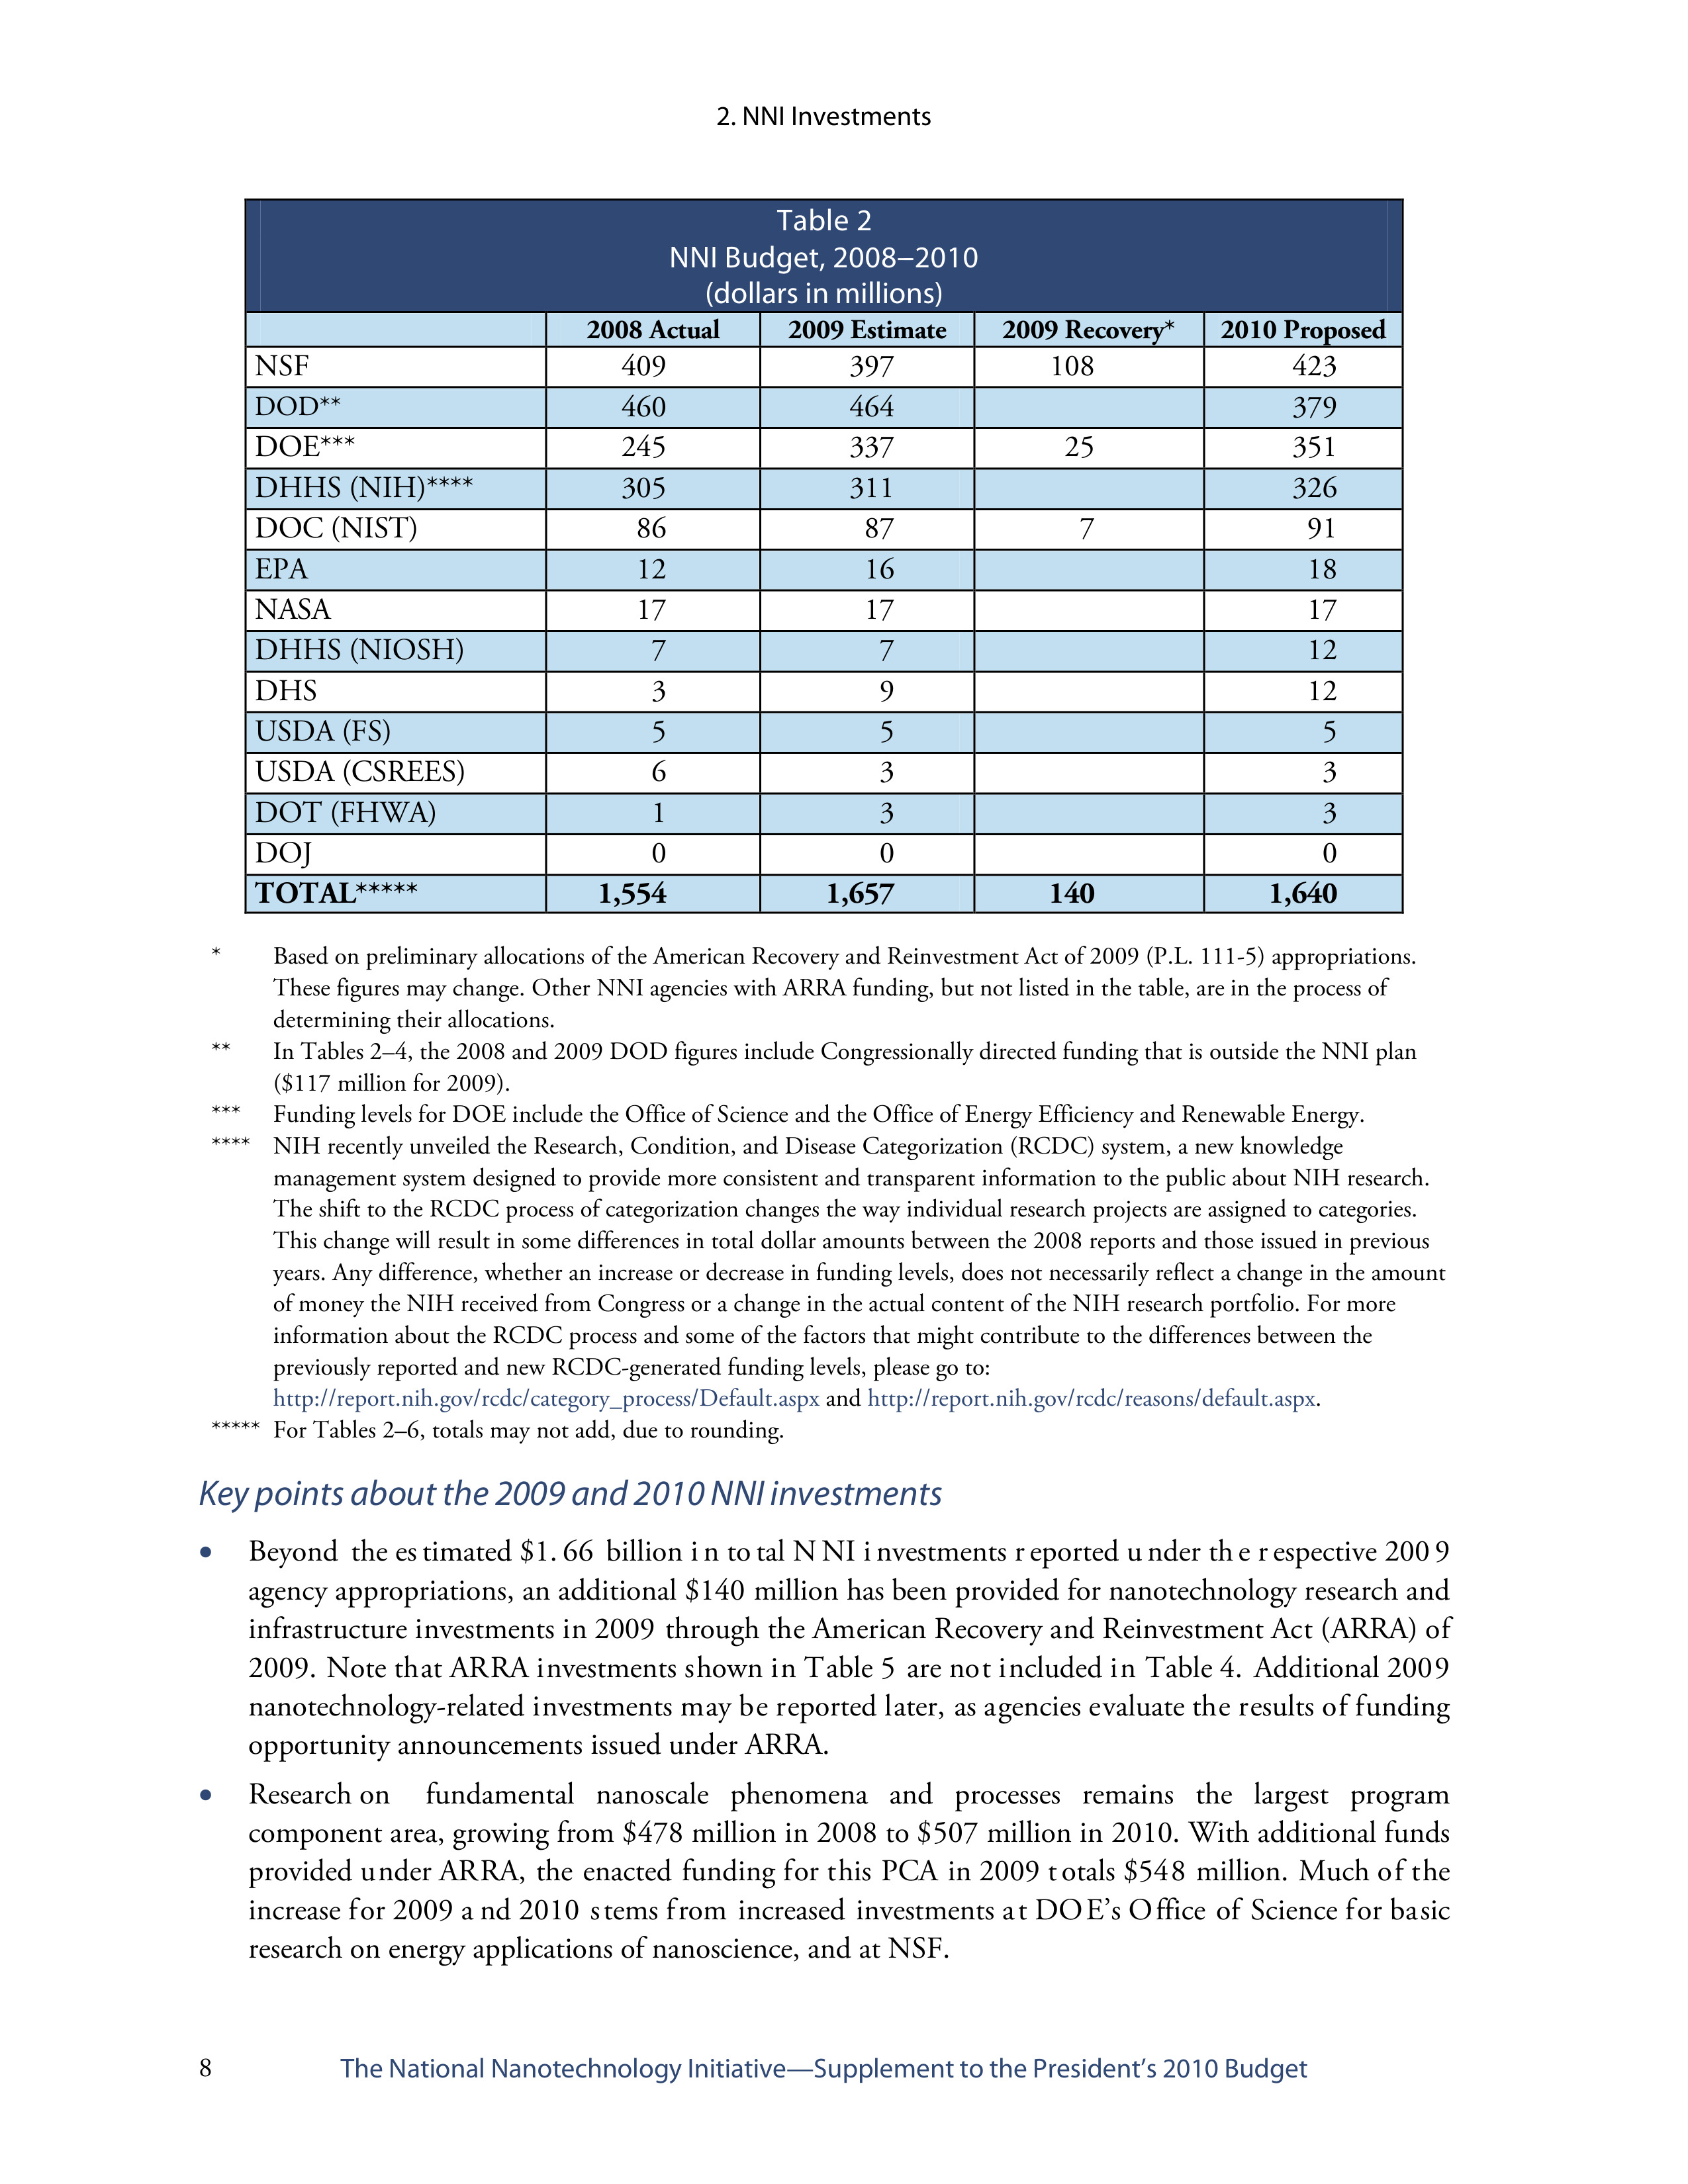 2. NNI Investments
Table 2
NNI Budget, 2008–2010
(dollars in millions)
2008 Actual 2009 Estimate 2009 Recovery* 2010 Proposed
NSF 409 397 108 423
DOD** 460 464 379
DOE*** 245 337 25 351
DHHS (NIH)**** 305 311 326
DOC (NIST) 86 87 7 91
EPA 12 16 18
NASA 17 17 17
DHHS (NIOSH) 7 7 12
DHS 3 9 12
USDA (FS) 5 5 5
USDA (CSREES) 6 3 3
DOT (FHWA) 1 3 3
DOJ 0 0 0
TOTAL***** 1,554 1,657 140 1,640
* Based on preliminary allocations of the American Recovery and Reinvestment Act of 2009 (P.L. 111-5) appropriations.
These figures may change. Other NNI agencies with ARRA funding, but not listed in the table, are in the process of
determining their allocations.
** In Tables 2–4, the 2008 and 2009 DOD figures include Congressionally directed funding that is outside the NNI plan
($117 million for 2009).
*** Funding levels for DOE include the Office of Science and the Office of Energy Efficiency and Renewable Energy.
**** NIH recently unveiled the Research, Condition, and Disease Categorization (RCDC) system, a new knowledge
management system designed to provide more consistent and transparent information to the public about NIH research.
The shift to the RCDC process of categorization changes the way individual research projects are assigned to categories.
This change will result in some differences in total dollar amounts between the 2008 reports and those issued in previous
years. Any difference, whether an increase or decrease in funding levels, does not necessarily reflect a change in the amount
of money the NIH received from Congress or a change in the actual content of the NIH research portfolio. For more
information about the RCDC process and some of the factors that might contribute to the differences between the
previously reported and new RCDC-generated funding levels, please go to:
http://report.nih.gov/rcdc/category_process/Default.aspx and http://report.nih.gov/rcdc/reasons/default.aspx.
***** For Tables 2–6, totals may not add, due to rounding.
Key points about the 2009 and 2010 NNI investments
• Beyond the estimated $1.66 billion in total NNI investments reported under the respective 2009
agency appropriations, an additional $140 million has been provided for nanotechnology research and
infrastructure investments in 2009 through the American Recovery and Reinvestment Act (ARRA) of
2009. Note that ARRA investments shown in Table 5 are not included in Table 4. Additional 2009
nanotechnology-related investments may be reported later, as agencies evaluate the results of funding
opportunity announcements issued under ARRA.
• Research on fundamental nanoscale phenomena and processes remains the largest program
component area, growing from $478 million in 2008 to $507 million in 2010. With additional funds
provided under ARRA, the enacted funding for this PCA in 2009 totals $548 million. Much of the
increase for 2009 and 2010 stems from increased investments at DOE’s Office of Science for basic
research on energy applications of nanoscience, and at NSF.
8 The National Nanotechnology Initiative—Supplement to the President’s 2010 Budget